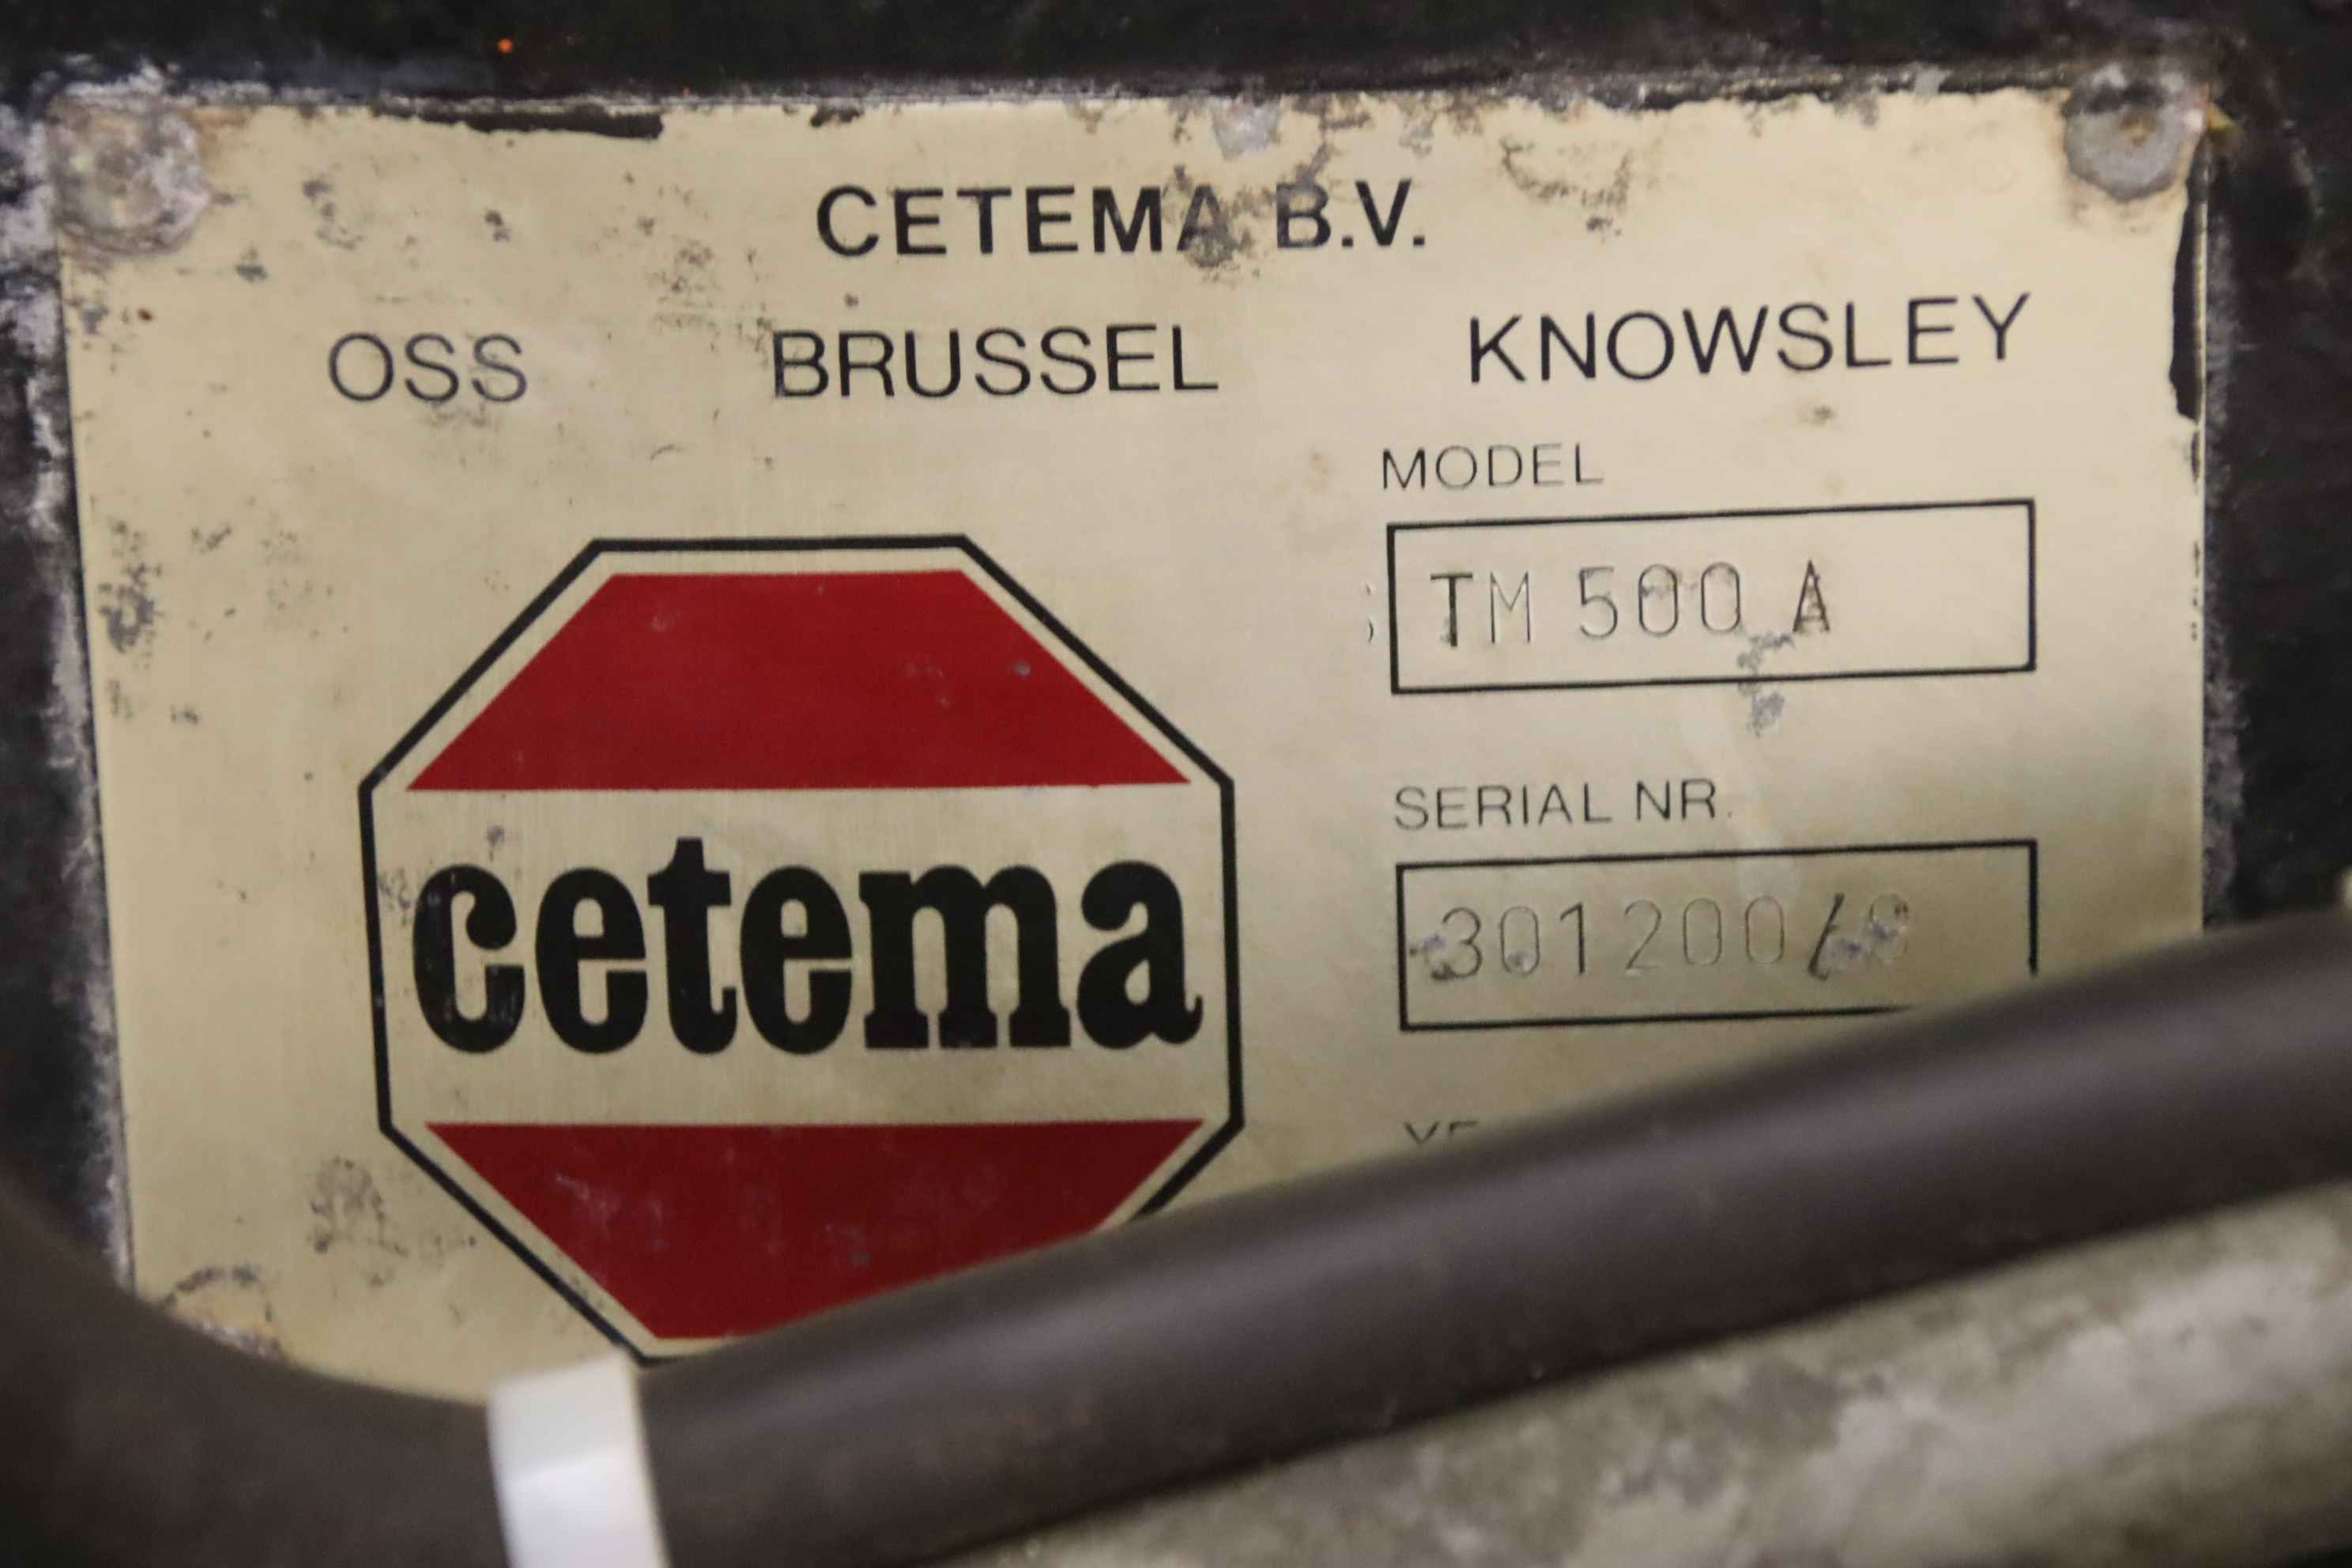 CETEMA B.V.
OSS BRUSSEL KNOWSLEY
MODEL
TM 500 A
cetema
SERIAL NR.